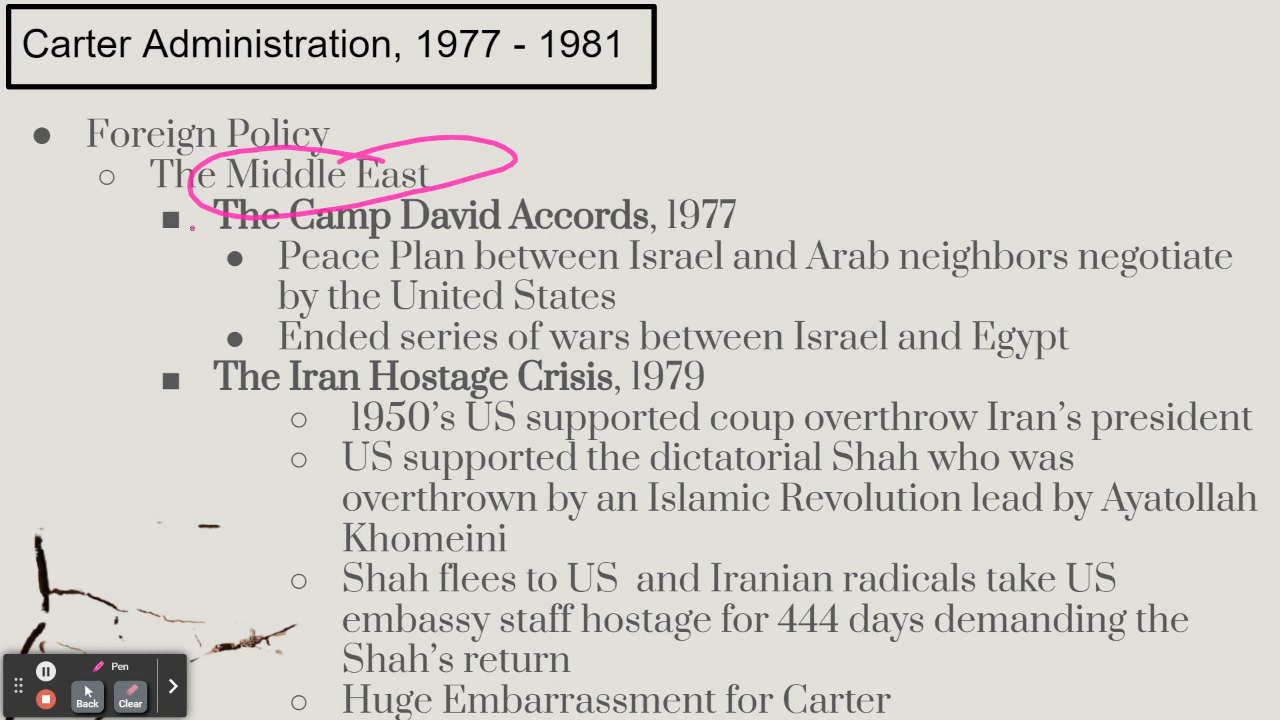 Carter Administration, 1977 - 1981
● Foreign Policy
○ The Middle East
■ The Camp David Accords, 1977
● Peace Plan between Israel and Arab neighbors negotiate
by the United States
● Ended series of wars between Israel and Egypt
■ The Iran Hostage Crisis, 1979
○ 1950's US supported coup overthrow Iran's president
○ US supported the dictatorial Shah who was
overthrown by an Islamic Revolution lead by Ayatollah
Khomeini
○ Shah flees to US and Iranian radicals take US
embassy staff hostage for 444 days demanding the
Shah's return
○ Huge Embarrassment for Carter
Pen
Back Clear